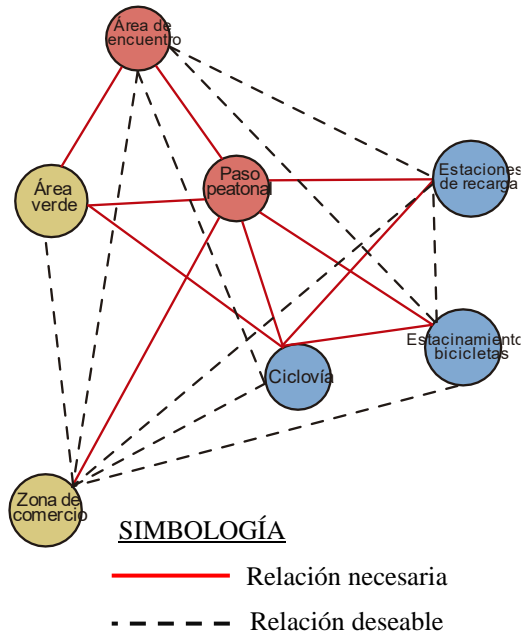 Área de
encuentro
Paso
peatonal
Estaciones
de recarga
Área
verde
Estacinamiento
bicicletas
Ciclovía
Zona de
comercio
SIMBOLOGÍA
Relación necesaria
Relación deseable